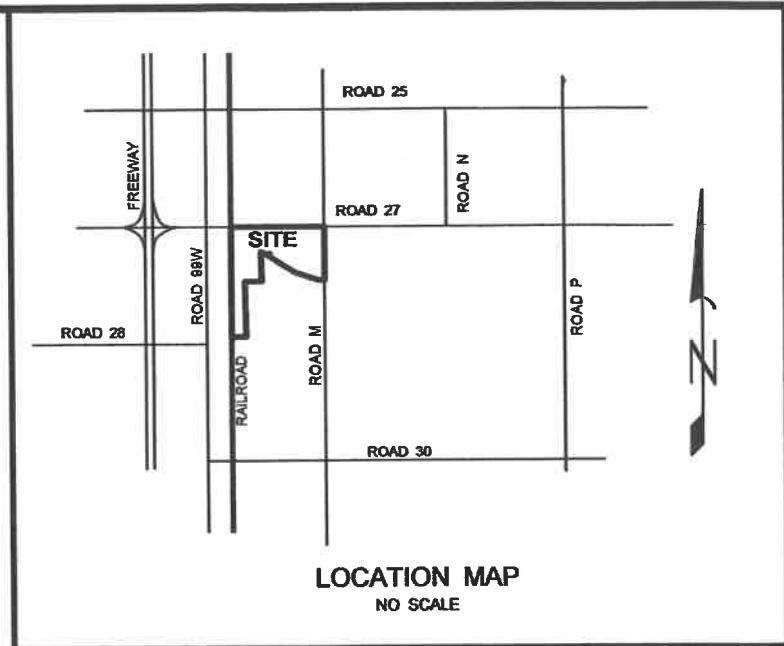 ROAD 25
FREEWAY
ROAD N
ROAD 27
SITE
ROAD 99W
ROAD P
ROAD 28
ROAD M
RAILROAD
N
ROAD 30
LOCATION MAP
NO SCALE